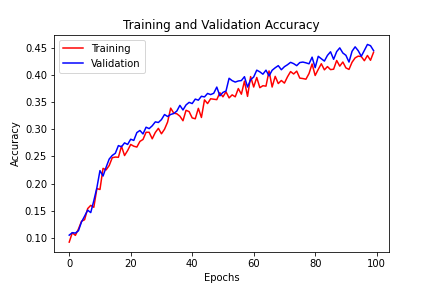 Training and Validation Accuracy
Training
Validation
Accuracy
0.45
0.40
0.35
0.30
0.25
0.20
0.15
0.10
0 20 40 60 80 100
Epochs